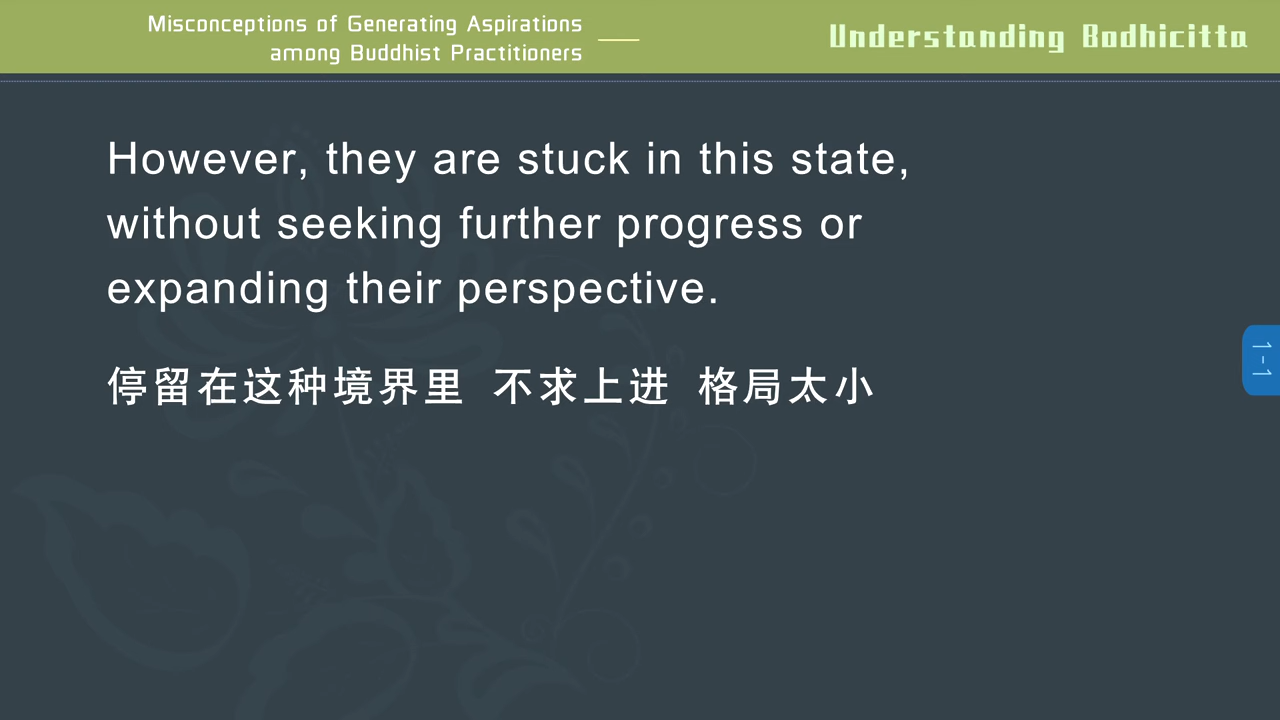 Misconceptions of Generating Aspirations
among Buddhist Practitioners
Understanding Bodhicitta
However, they are stuck in this state,
without seeking further progress or
expanding their perspective.
停留在这种境界里 不求上进 格局太小
1-1